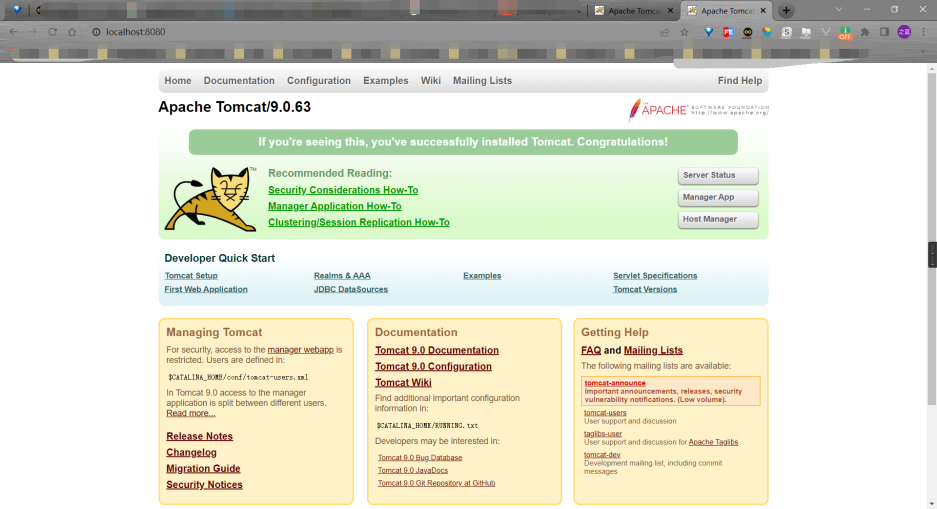 Apache Tomcat
Apache Tomcat
localhost:8080
Home Documentation Configuration Examples Wiki Mailing Lists Find Help
Apache Tomcat/9.0.63
THE
APACHE SOFTWARE FOUNDATION
http://www.apache.org/
If you're seeing this, you've successfully installed Tomcat. Congratulations!
TM
Recommended Reading:
Security Considerations How-To
Manager Application How-To
Clustering/Session Replication How-To
Server Status
Manager App
Host Manager
Developer Quick Start
Tomcat Setup
First Web Application
Realms & AAA
JDBC DataSources
Examples
Servlet Specifications
Tomcat Versions
Managing Tomcat
For security, access to the manager webapp is
restricted. Users are defined in:
$CATALINA_HOME/conf/tomcat-users.xml
In Tomcat 9.0 access to the manager
application is split between different users.
Read more...
Release Notes
Changelog
Migration Guide
Security Notices
Documentation
Tomcat 9.0 Documentation
Tomcat 9.0 Configuration
Tomcat Wiki
Find additional important configuration
information in:
$CATALINA_HOME/RUNNING.txt
Developers may be interested in:
Tomcat 9.0 Bug Database
Tomcat 9.0 JavaDocs
Tomcat 9.0 Git Repository at GitHub
Getting Help
FAQ and Mailing Lists
The following mailing lists are available:
tomcat-announce
Important announcements, releases, security
vulnerability notifications. (Low volume).
tomcat-users
User support and discussion
taglibs-user
User support and discussion for Apache Taglibs
tomcat-dev
Development mailing list, including commit
messages